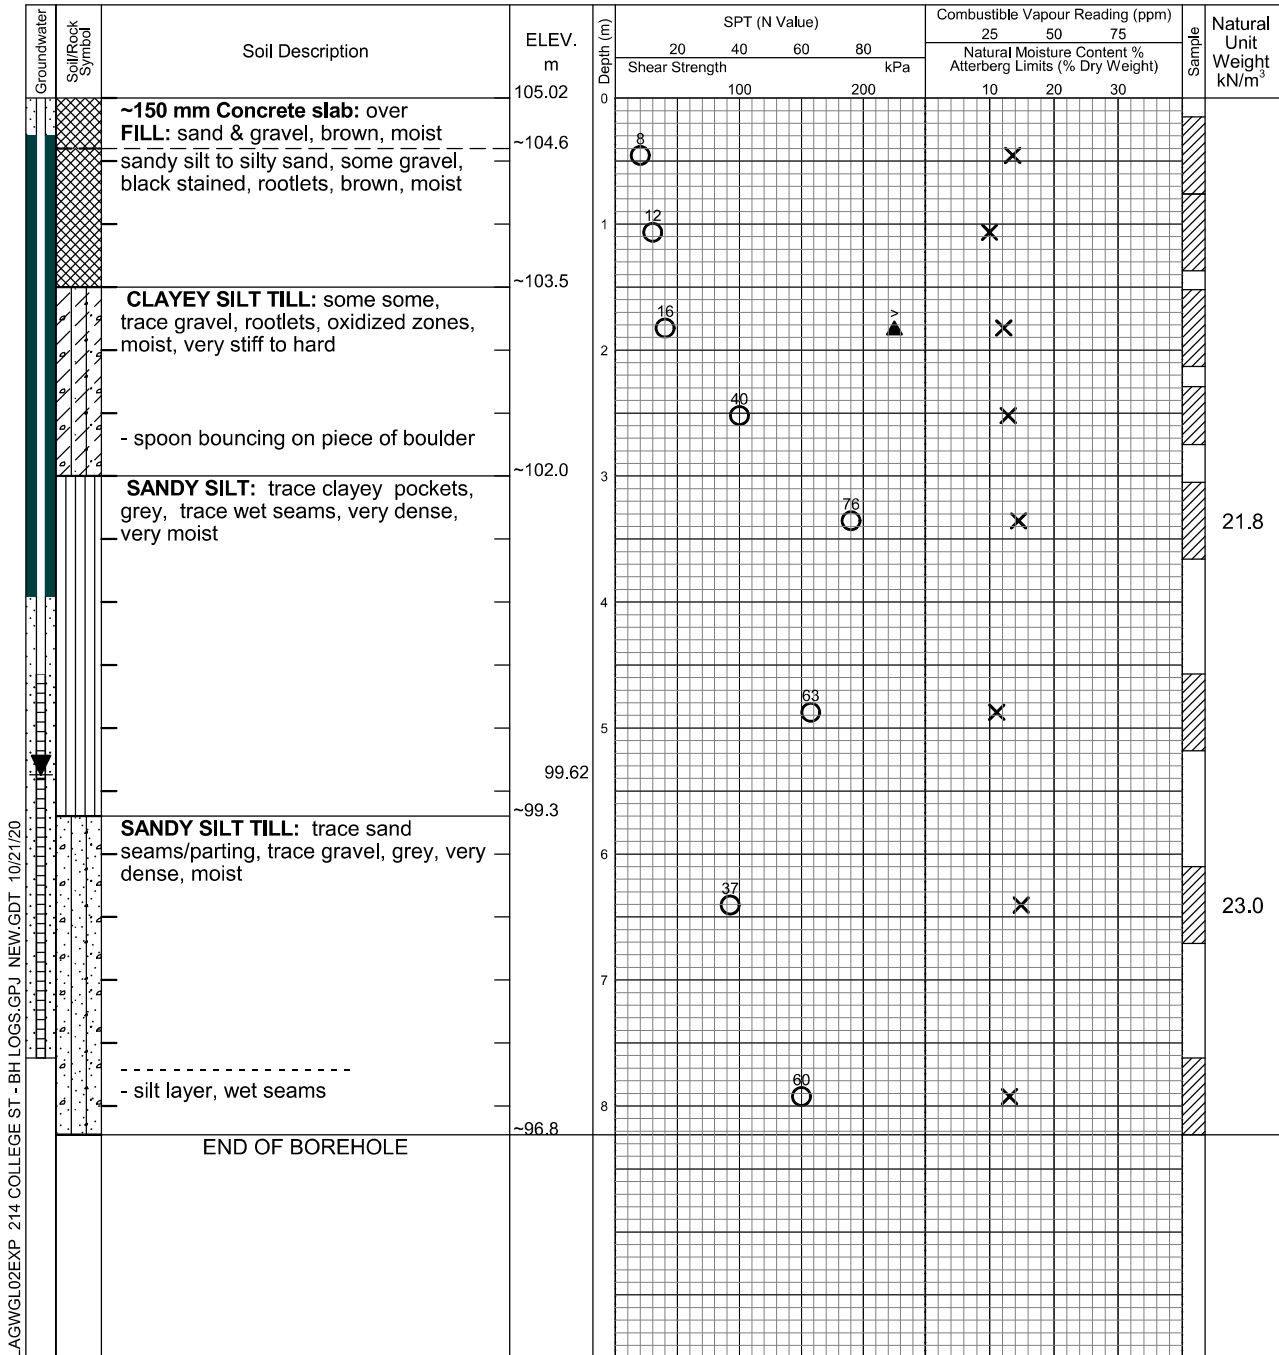 Groundwater
Soil/Rock
Symbol
Soil Description
ELEV.
m
Depth (m)
SPT (N Value)
20 40 60 80
Shear Strength kPa
100 200
Combustible Vapour Reading (ppm)
25 50 75
Natural Moisture Content %
Atterberg Limits (% Dry Weight)
10 20 30
Sample
Natural
Unit
Weight
kN/m³
105.02
0
~150 mm Concrete slab: over
FILL: sand & gravel, brown, moist
~104.6
sandy silt to silty sand, some gravel,
black stained, rootlets, brown, moist
8
1
12
~103.5
CLAYEY SILT TILL: some some,
trace gravel, rootlets, oxidized zones,
moist, very stiff to hard
16
>
2
40
- spoon bouncing on piece of boulder
~102.0
3
SANDY SILT: trace clayey pockets,
grey, trace wet seams, very dense,
very moist
76
21.8
4
63
5
99.62
~99.3
SANDY SILT TILL: trace sand
seams/parting, trace gravel, grey, very
dense, moist
6
37
23.0
7
- silt layer, wet seams
60
8
~96.8
END OF BOREHOLE
_AGWGL02EXP 214 COLLEGE ST - BH LOGS.GPJ NEW.GDT 10/21/20